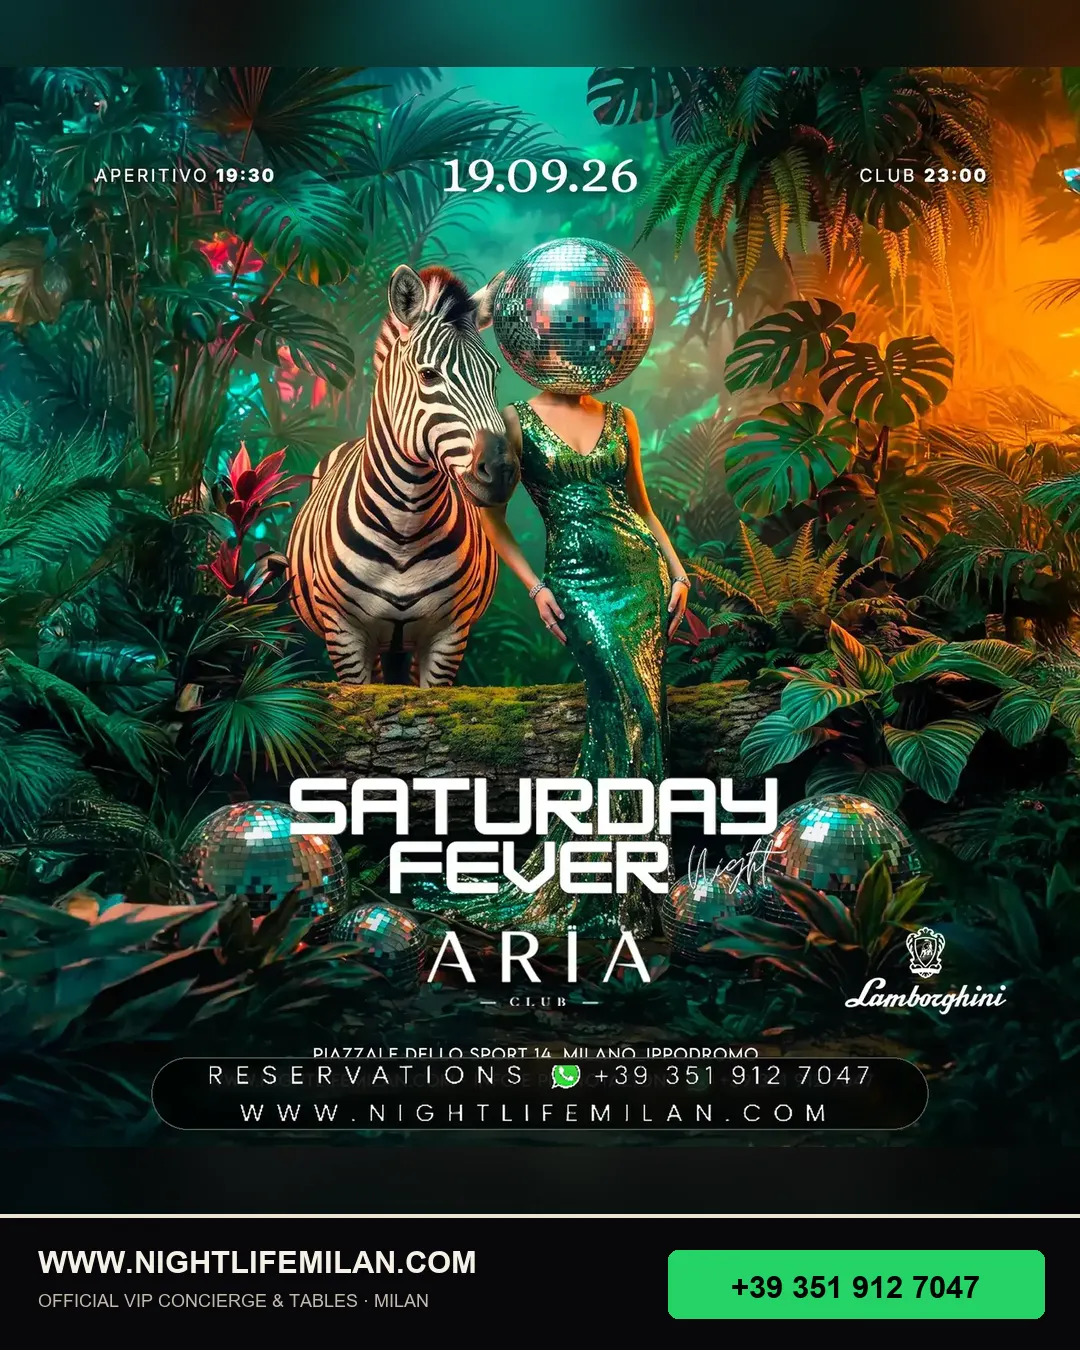 APERITIVO 19:30
19.09.26
CLUB 23:00
SATURDAY
FEVER Night
ARIA
CLUB
Lamborghini
PIAZZALE DELLO SPORT 14, MILANO, IPPODROMO
RESERVATIONS +39 351 912 7047
WWW.NIGHTLIFEMILAN.COM
WWW.NIGHTLIFEMILAN.COM
OFFICIAL VIP CONCIERGE & TABLES · MILAN
+39 351 912 7047